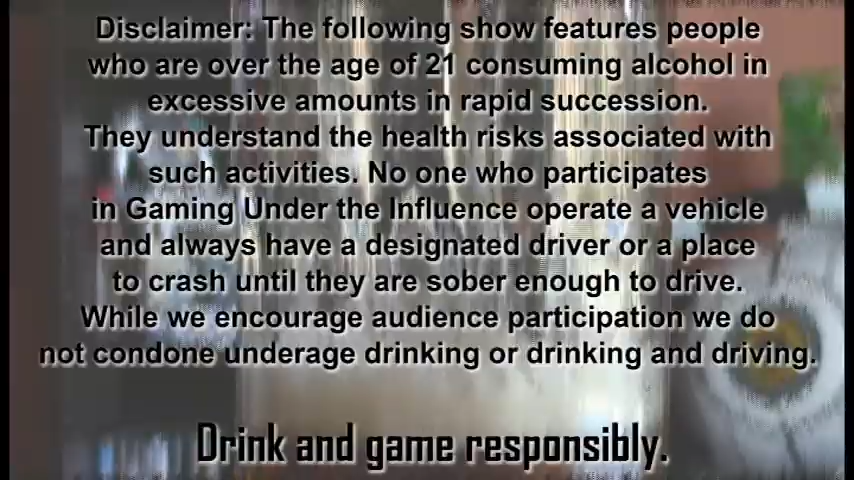 Disclaimer: The following show features people
who are over the age of 21 consuming alcohol in
excessive amounts in rapid succession.
They understand the health risks associated with
such activities. No one who participates
in Gaming Under the Influence operate a vehicle
and always have a designated driver or a place
to crash until they are sober enough to drive.
While we encourage audience participation we do
not condone underage drinking or drinking and driving.
Drink and game responsibly.